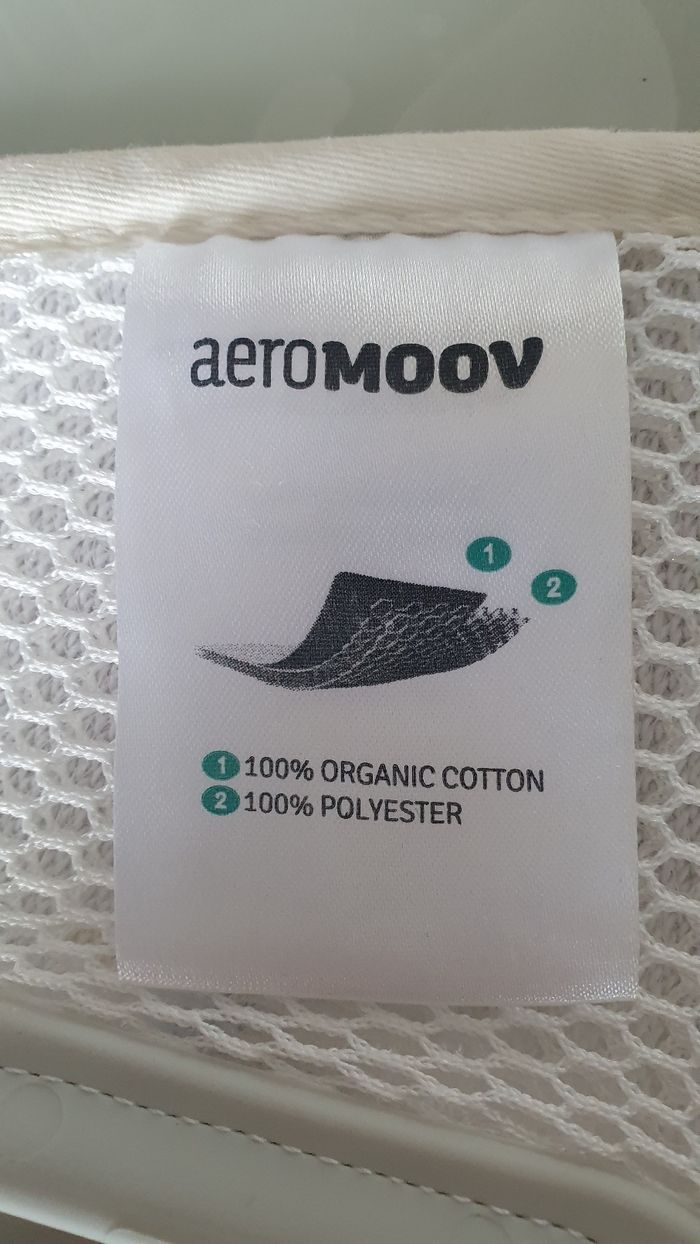 aeroMOOV
1
2
1 100% ORGANIC COTTON
2 100% POLYESTER